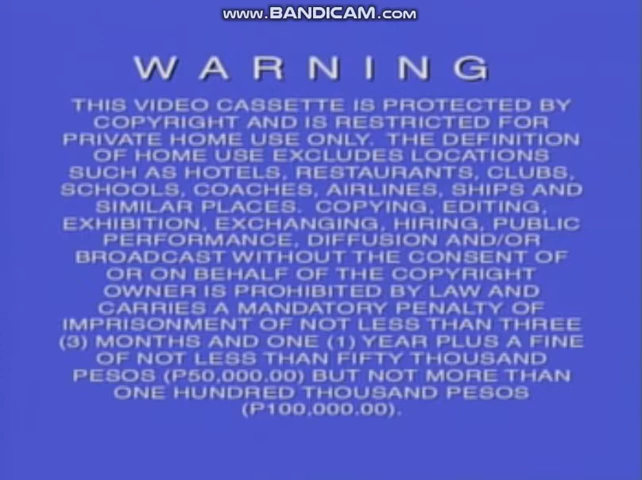 www.BANDICAM.com
WARNING
THIS VIDEO CASSETTE IS PROTECTED BY
COPYRIGHT AND IS RESTRICTED FOR
PRIVATE HOME USE ONLY. THE DEFINITION
OF HOME USE EXCLUDES LOCATIONS
SUCH AS HOTELS, RESTAURANTS, CLUBS,
SCHOOLS, COACHES, AIRLINES, SHIPS AND
SIMILAR PLACES. COPYING, EDITING,
EXHIBITION, EXCHANGING, HIRING, PUBLIC
PERFORMANCE, DIFFUSION AND/OR
BROADCAST WITHOUT THE CONSENT OF
OR ON BEHALF OF THE COPYRIGHT
OWNER IS PROHIBITED BY LAW AND
CARRIES A MANDATORY PENALTY OF
IMPRISONMENT OF NOT LESS THAN THREE
(3) MONTHS AND ONE (1) YEAR PLUS A FINE
OF NOT LESS THAN FIFTY THOUSAND
PESOS (P50,000.00) BUT NOT MORE THAN
ONE HUNDRED THOUSAND PESOS
(P100,000.00).